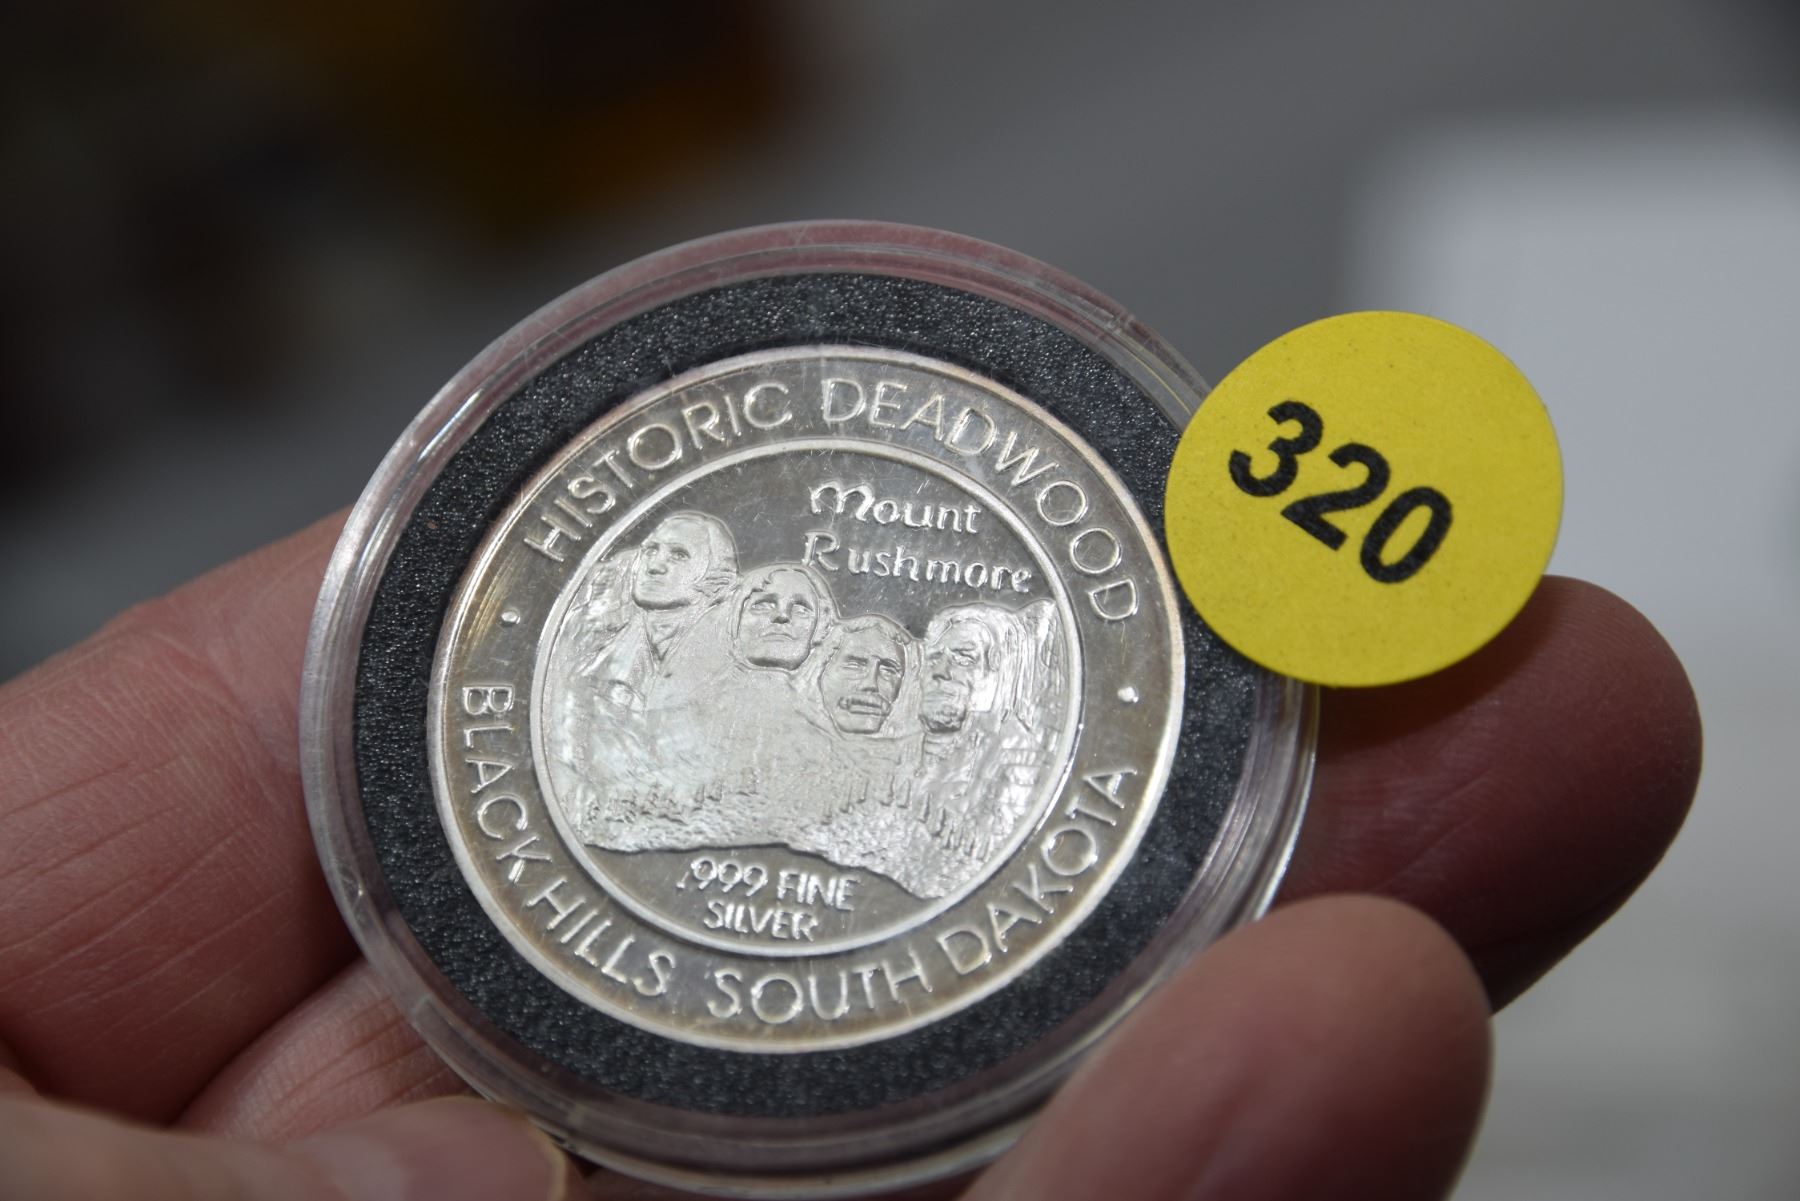 HISTORIC DEADWOOD
Mount
Rushmore
.999 FINE
SILVER
BLACK HILLS SOUTH DAKOTA
320